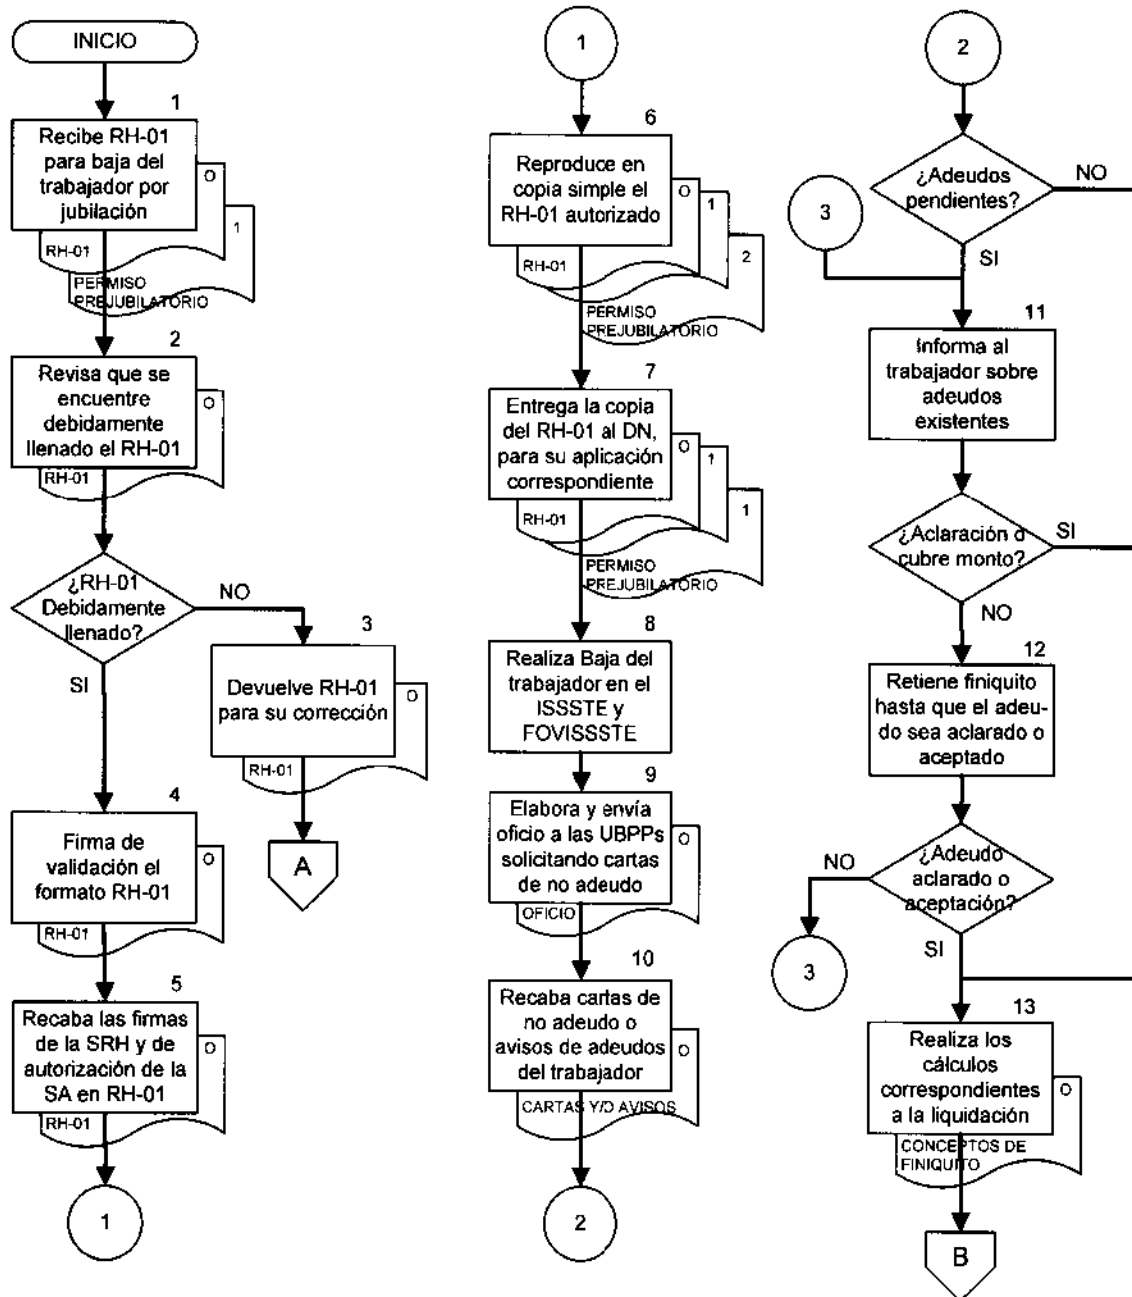 INICIO
1
Recibe RH-01
para baja del
trabajador por
jubilación
O
1
RH-01
PERMISO
PREJUBILATORIO
2
Revisa que se
encuentre
debidamente
llenado el RH-01
O
RH-01
¿RH-01
Debidamente
llenado?
NO
SI
3
Devuelve RH-01
para su corrección
O
RH-01
A
4
Firma de
validación el
formato RH-01
O
RH-01
5
Recaba las firmas
de la SRH y de
autorización de la
SA en RH-01
O
RH-01
1
1
6
Reproduce en
copia simple el
RH-01 autorizado
O
1
2
RH-01
PERMISO
PREJUBILATORIO
7
Entrega la copia
del RH-01 al DN,
para su aplicación
correspondiente
O
1
1
RH-01
PERMISO
PREJUBILATORIO
8
Realiza Baja del
trabajador en el
ISSSTE y
FOVISSSTE
9
Elabora y envía
oficio a las UBPPs
solicitando cartas
de no adeudo
O
OFICIO
10
Recaba cartas de
no adeudo o
avisos de adeudos
del trabajador
O
CARTAS Y/O AVISOS
2
2
¿Adeudos
pendientes?
NO
3
SI
11
Informa al
trabajador sobre
adeudos
existentes
¿Aclaración o
cubre monto?
SI
NO
12
Retiene finiquito
hasta que el adeu-
do sea aclarado o
aceptado
¿Adeudo
aclarado o
aceptación?
NO
3
SI
13
Realiza los
cálculos
correspondientes
a la liquidación
O
CONCEPTOS DE
FINIQUITO
B